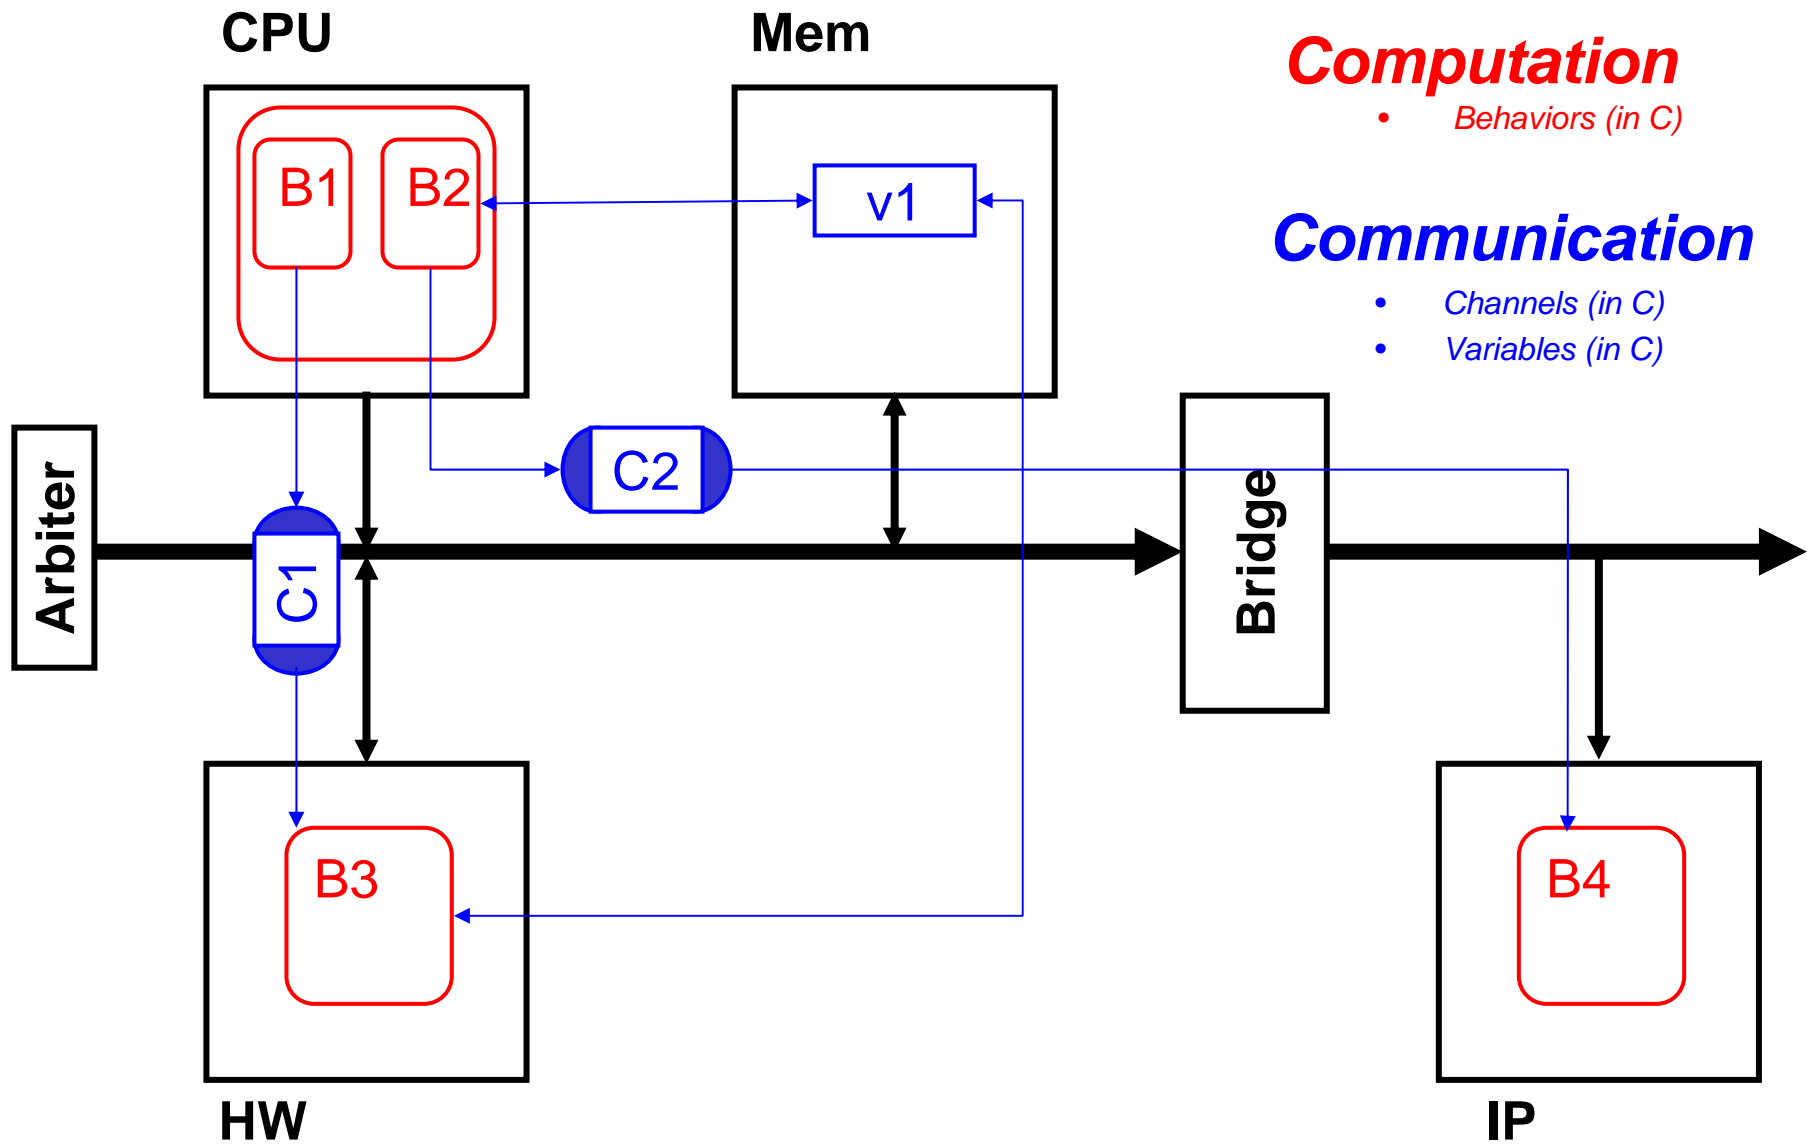 CPU
Mem
Computation
• Behaviors (in C)
B1
B2
v1
Communication
• Channels (in C)
• Variables (in C)
Arbiter
C2
C1
Bridge
B3
B4
HW
IP